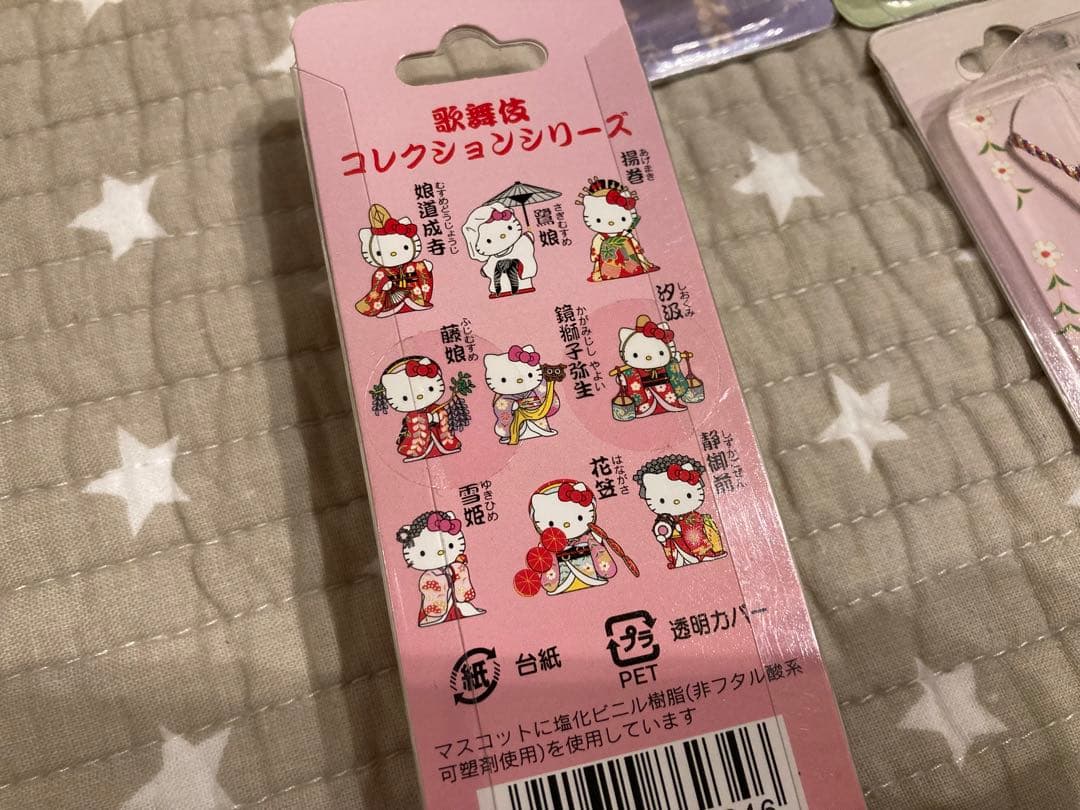 歌舞伎
コレクションシリーズ
娘道成寺
むすめどうじょうじ
鷺娘
さぎむすめ
揚巻
あげまき
藤娘
ふじむすめ
鏡獅子弥生
かがみじし やよい
汐汲
しおくみ
雪姫
ゆきひめ
花笠
はながさ
静御前
しずかごぜん
紙
台紙
プラ
PET
透明カバー
マスコットに塩化ビニル樹脂(非フタル酸系
可塑剤使用)を使用しています